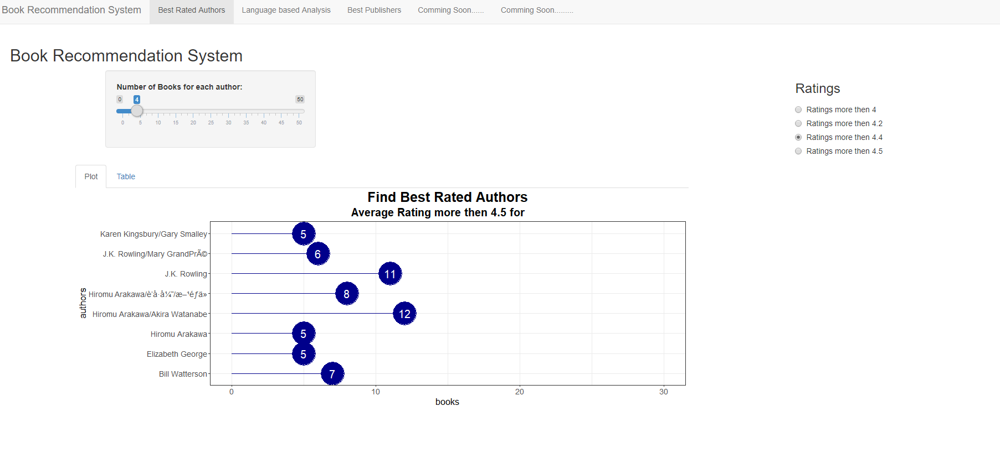 Book Recommendation System Best Rated Authors Language based Analysis Best Publishers Comming Soon...... Comming Soon.........
Book Recommendation System
Number of Books for each author:
0 4 50
0 5 10 15 20 25 30 35 40 45 50
Ratings
Ratings more then 4
Ratings more then 4.2
Ratings more then 4.4
Ratings more then 4.5
Plot Table
Find Best Rated Authors
Average Rating more then 4.5 for
authors
Karen Kingsbury/Gary Smalley 5
J.K. Rowling/Mary GrandPrÃ© 6
J.K. Rowling 11
Hiromu Arakawa/è’å·å¼˜/æ–¹éƒä» 8
Hiromu Arakawa/Akira Watanabe 12
Hiromu Arakawa 5
Elizabeth George 5
Bill Watterson 7
0 10 20 30
books